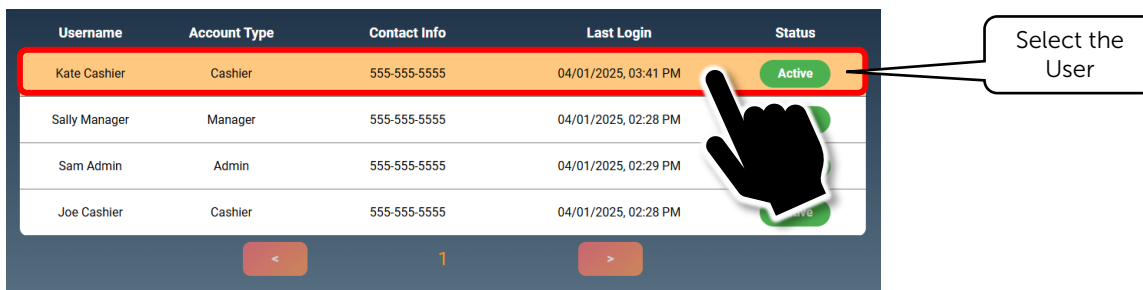 Username Account Type Contact Info Last Login Status
Kate Cashier Cashier 555-555-5555 04/01/2025, 03:41 PM Active
Select the
User
Sally Manager Manager 555-555-5555 04/01/2025, 02:28 PM
Sam Admin Admin 555-555-5555 04/01/2025, 02:29 PM
Joe Cashier Cashier 555-555-5555 04/01/2025, 02:28 PM
< 1 >